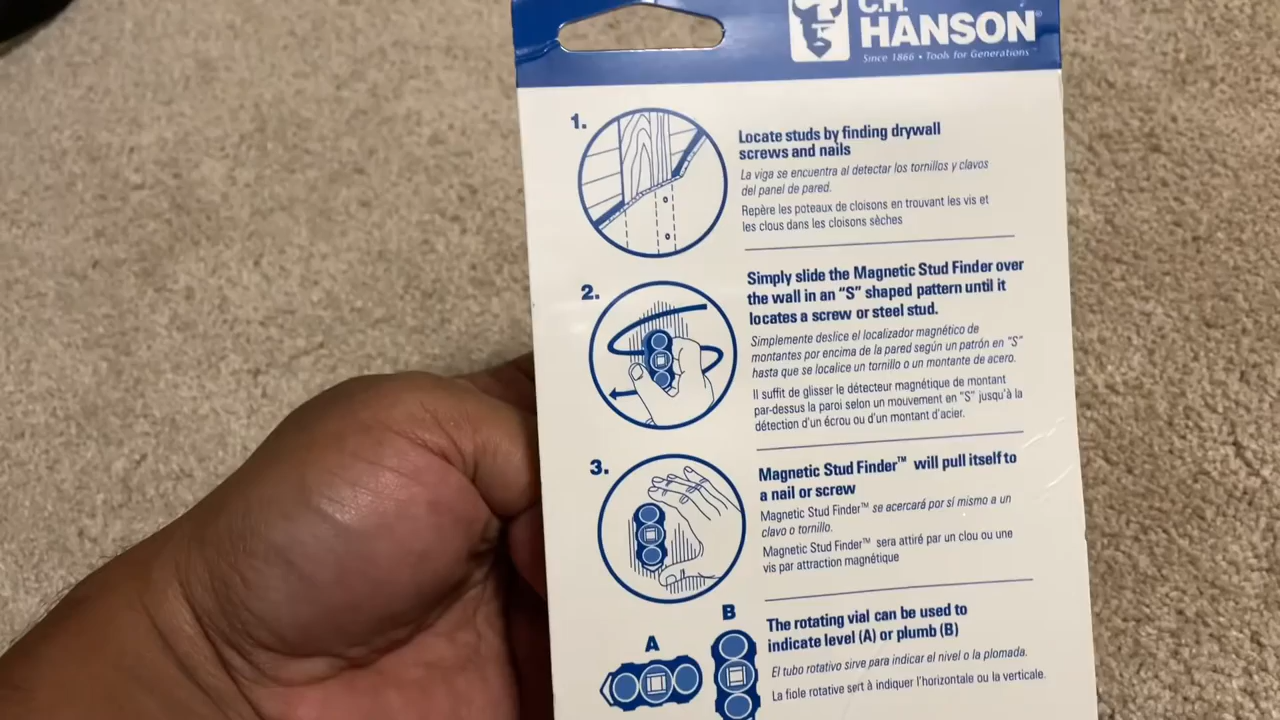 C.H.
HANSON®
Since 1866 • Tools for Generations™
1.
Locate studs by finding drywall
screws and nails
La viga se encuentra al detectar los tornillos y clavos
del panel de pared.
Repère les poteaux de cloisons en trouvant les vis et
les clous dans les cloisons sèches
2.
Simply slide the Magnetic Stud Finder over
the wall in an “S” shaped pattern until it
locates a screw or steel stud.
Simplemente deslice el localizador magnético de
montantes por encima de la pared según un patrón en “S”
hasta que se localice un tornillo o un montante de acero.
Il suffit de glisser le détecteur magnétique de montant
par-dessus la paroi selon un mouvement en “S” jusqu'à la
détection d'un écrou ou d'un montant d'acier.
3.
Magnetic Stud Finder™ will pull itself to
a nail or screw
Magnetic Stud Finder™ se acercará por sí mismo a un
clavo o tornillo.
Magnetic Stud Finder™ sera attiré par un clou ou une
vis par attraction magnétique
A
B
The rotating vial can be used to
indicate level (A) or plumb (B)
El tubo rotativo sirve para indicar el nivel o la plomada.
La fiole rotative sert à indiquer l'horizontale ou la verticale.